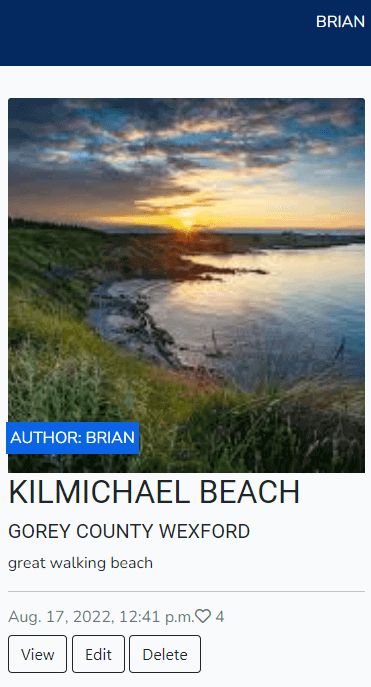 BRIAN
AUTHOR: BRIAN
KILMICHAEL BEACH
GOREY COUNTY WEXFORD
great walking beach
Aug. 17, 2022, 12:41 p.m. 4
View Edit Delete